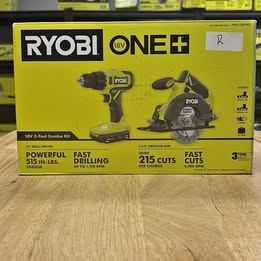 RYOBI 18V ONE+
R
RYOBI
18V 2-Tool Combo Kit
POWERFUL
515 IN-LBS.
TORQUE
FAST
DRILLING
UP TO 1,750 RPM
OVER
215 CUTS
PER CHARGE
FAST
CUTS
4,700 RPM
3 YEAR